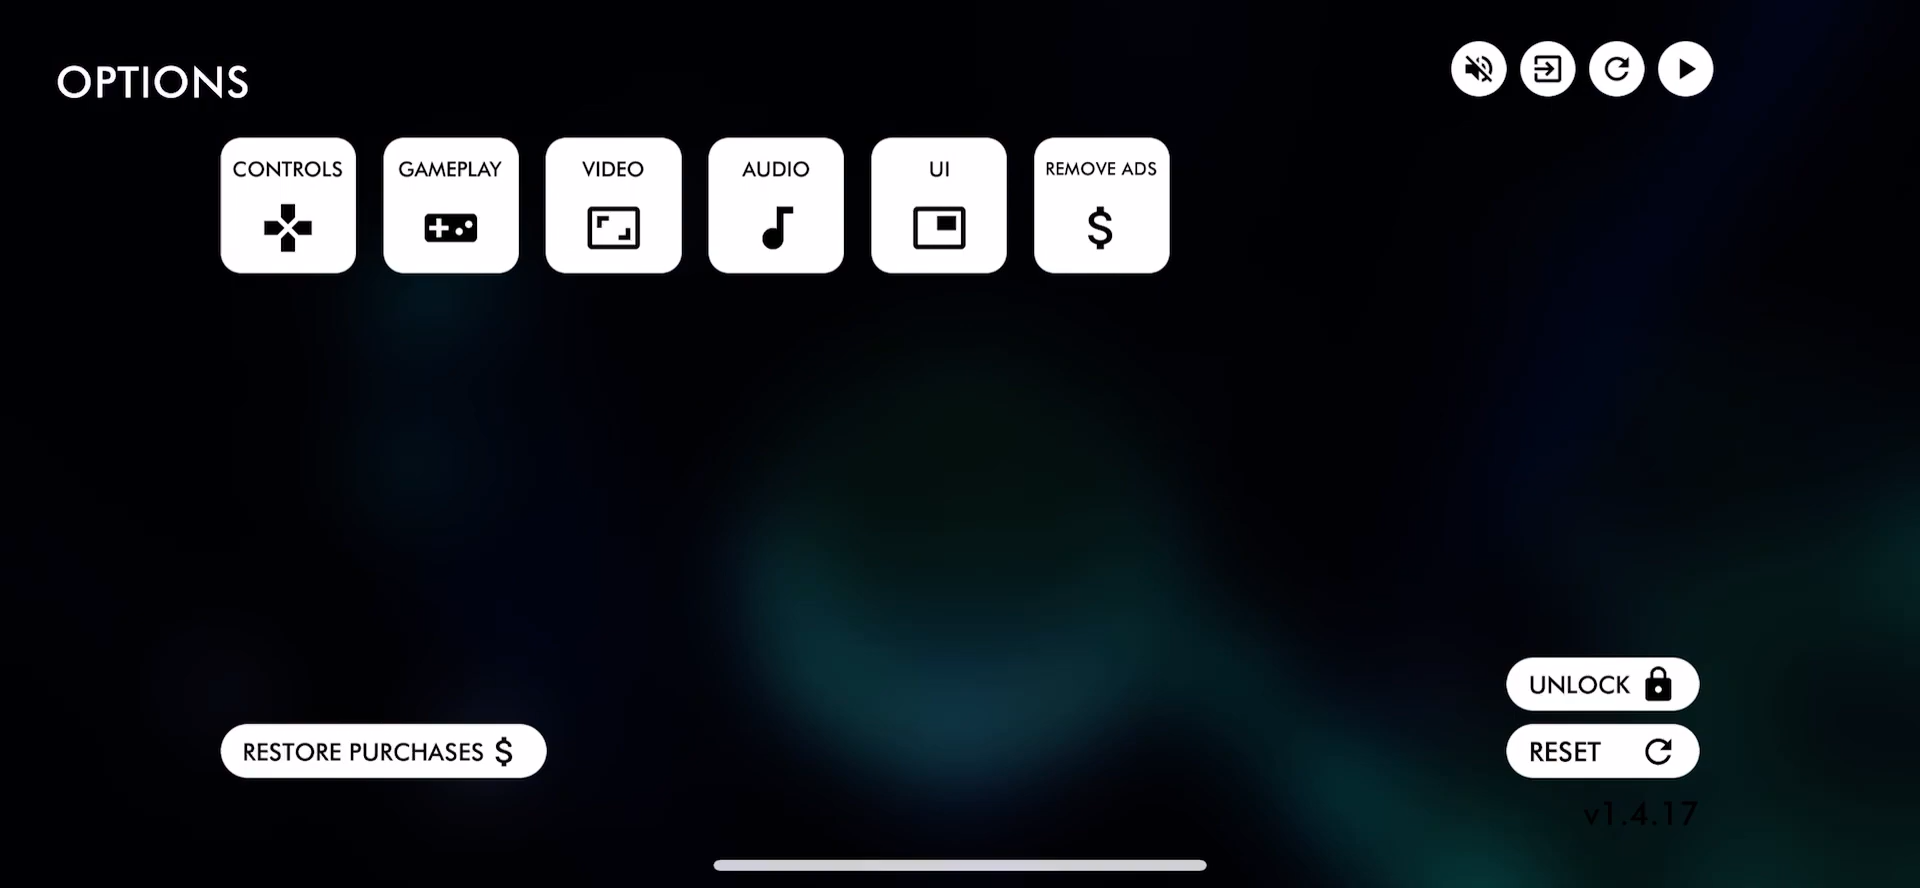 OPTIONS
CONTROLS
GAMEPLAY
VIDEO
AUDIO
UI
REMOVE ADS
UNLOCK
RESTORE PURCHASES $
RESET
v1.4.17